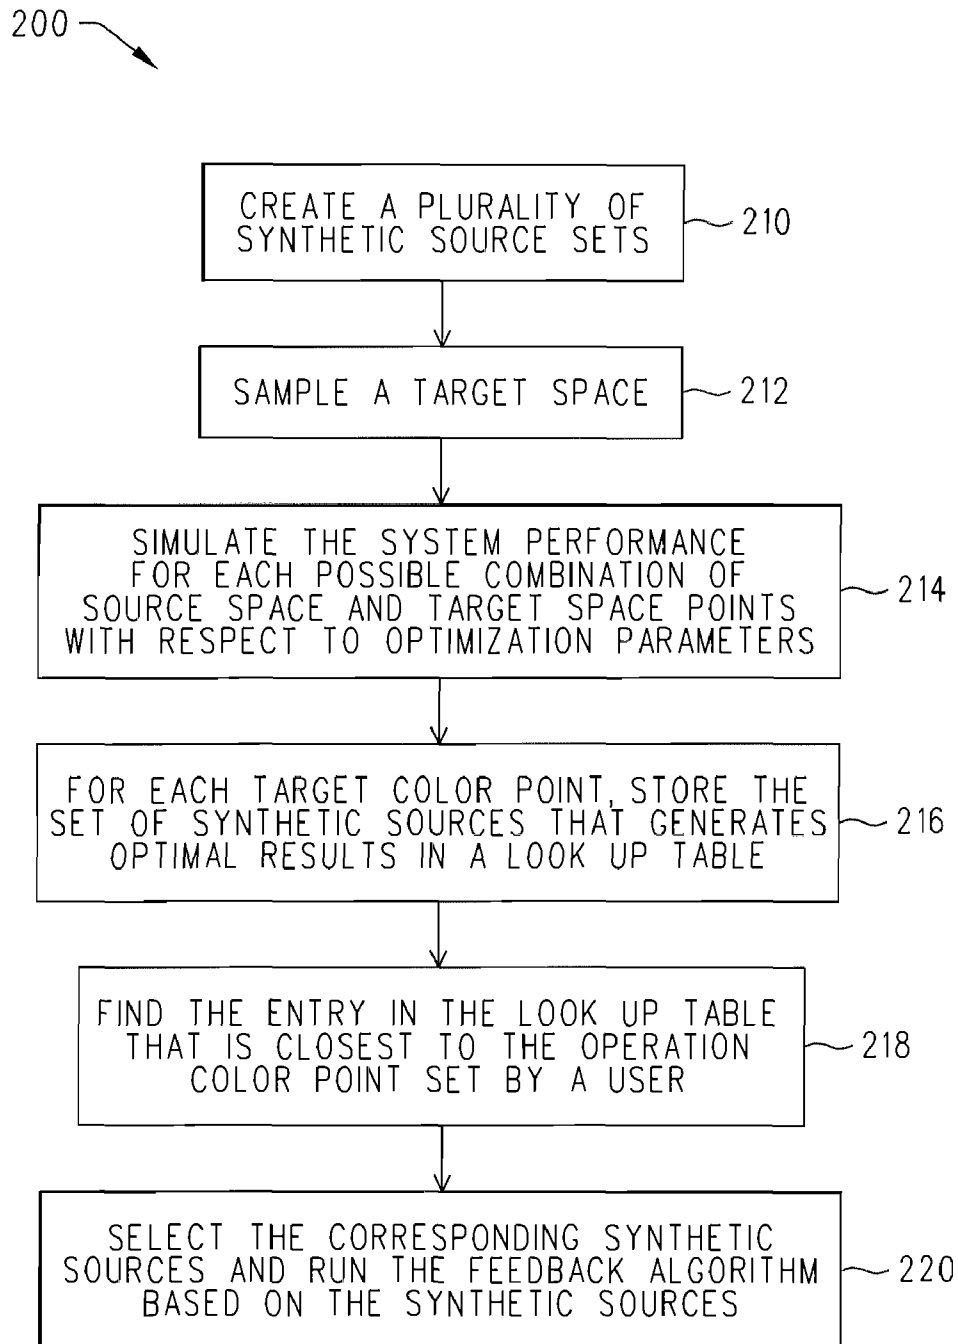 200
CREATE A PLURALITY OF
SYNTHETIC SOURCE SETS
210
SAMPLE A TARGET SPACE
212
SIMULATE THE SYSTEM PERFORMANCE
FOR EACH POSSIBLE COMBINATION OF
SOURCE SPACE AND TARGET SPACE POINTS
WITH RESPECT TO OPTIMIZATION PARAMETERS
214
FOR EACH TARGET COLOR POINT, STORE THE
SET OF SYNTHETIC SOURCES THAT GENERATES
OPTIMAL RESULTS IN A LOOK UP TABLE
216
FIND THE ENTRY IN THE LOOK UP TABLE
THAT IS CLOSEST TO THE OPERATION
COLOR POINT SET BY A USER
218
SELECT THE CORRESPONDING SYNTHETIC
SOURCES AND RUN THE FEEDBACK ALGORITHM
BASED ON THE SYNTHETIC SOURCES
220